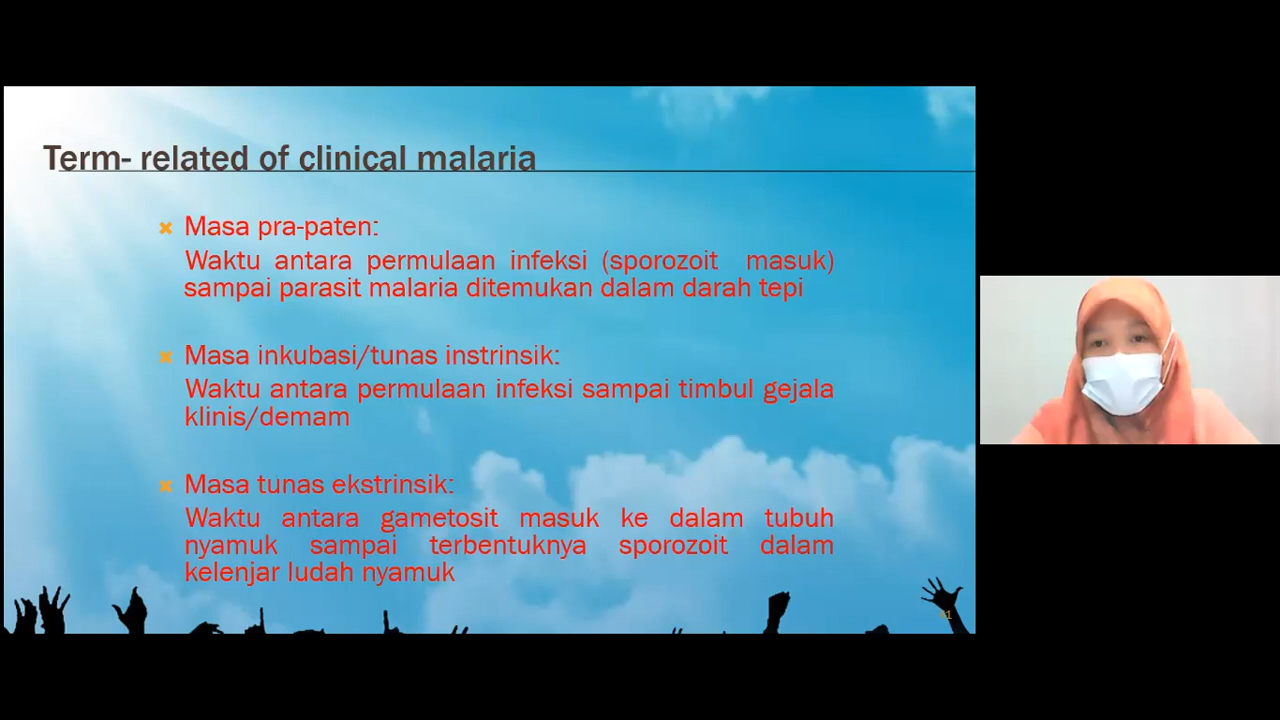 Term- related of clinical malaria
Masa pra-paten:
Waktu antara permulaan infeksi (sporozoit masuk)
sampai parasit malaria ditemukan dalam darah tepi
Masa inkubasi/tunas instrinsik:
Waktu antara permulaan infeksi sampai timbul gejala
klinis/demam
Masa tunas ekstrinsik:
Waktu antara gametosit masuk ke dalam tubuh
nyamuk sampai terbentuknya sporozoit dalam
kelenjar ludah nyamuk